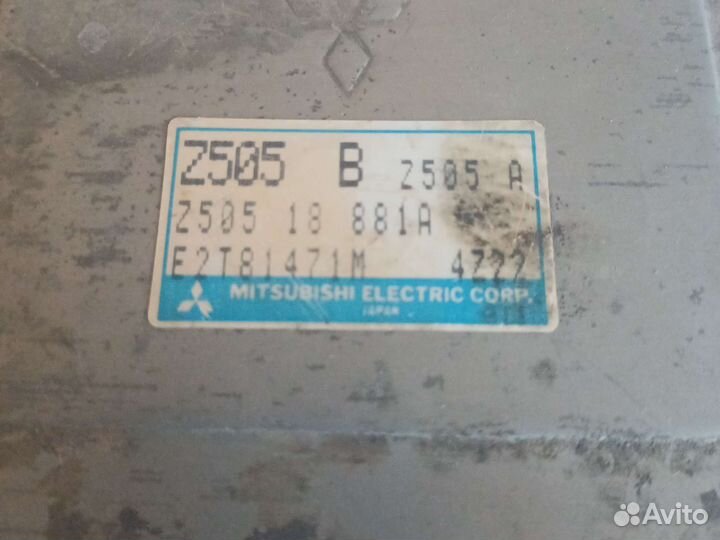 Z505 B Z505 A
Z505 18 881A
E2T81471M 4Z22
MITSUBISHI ELECTRIC CORP.
JAPAN
Avito